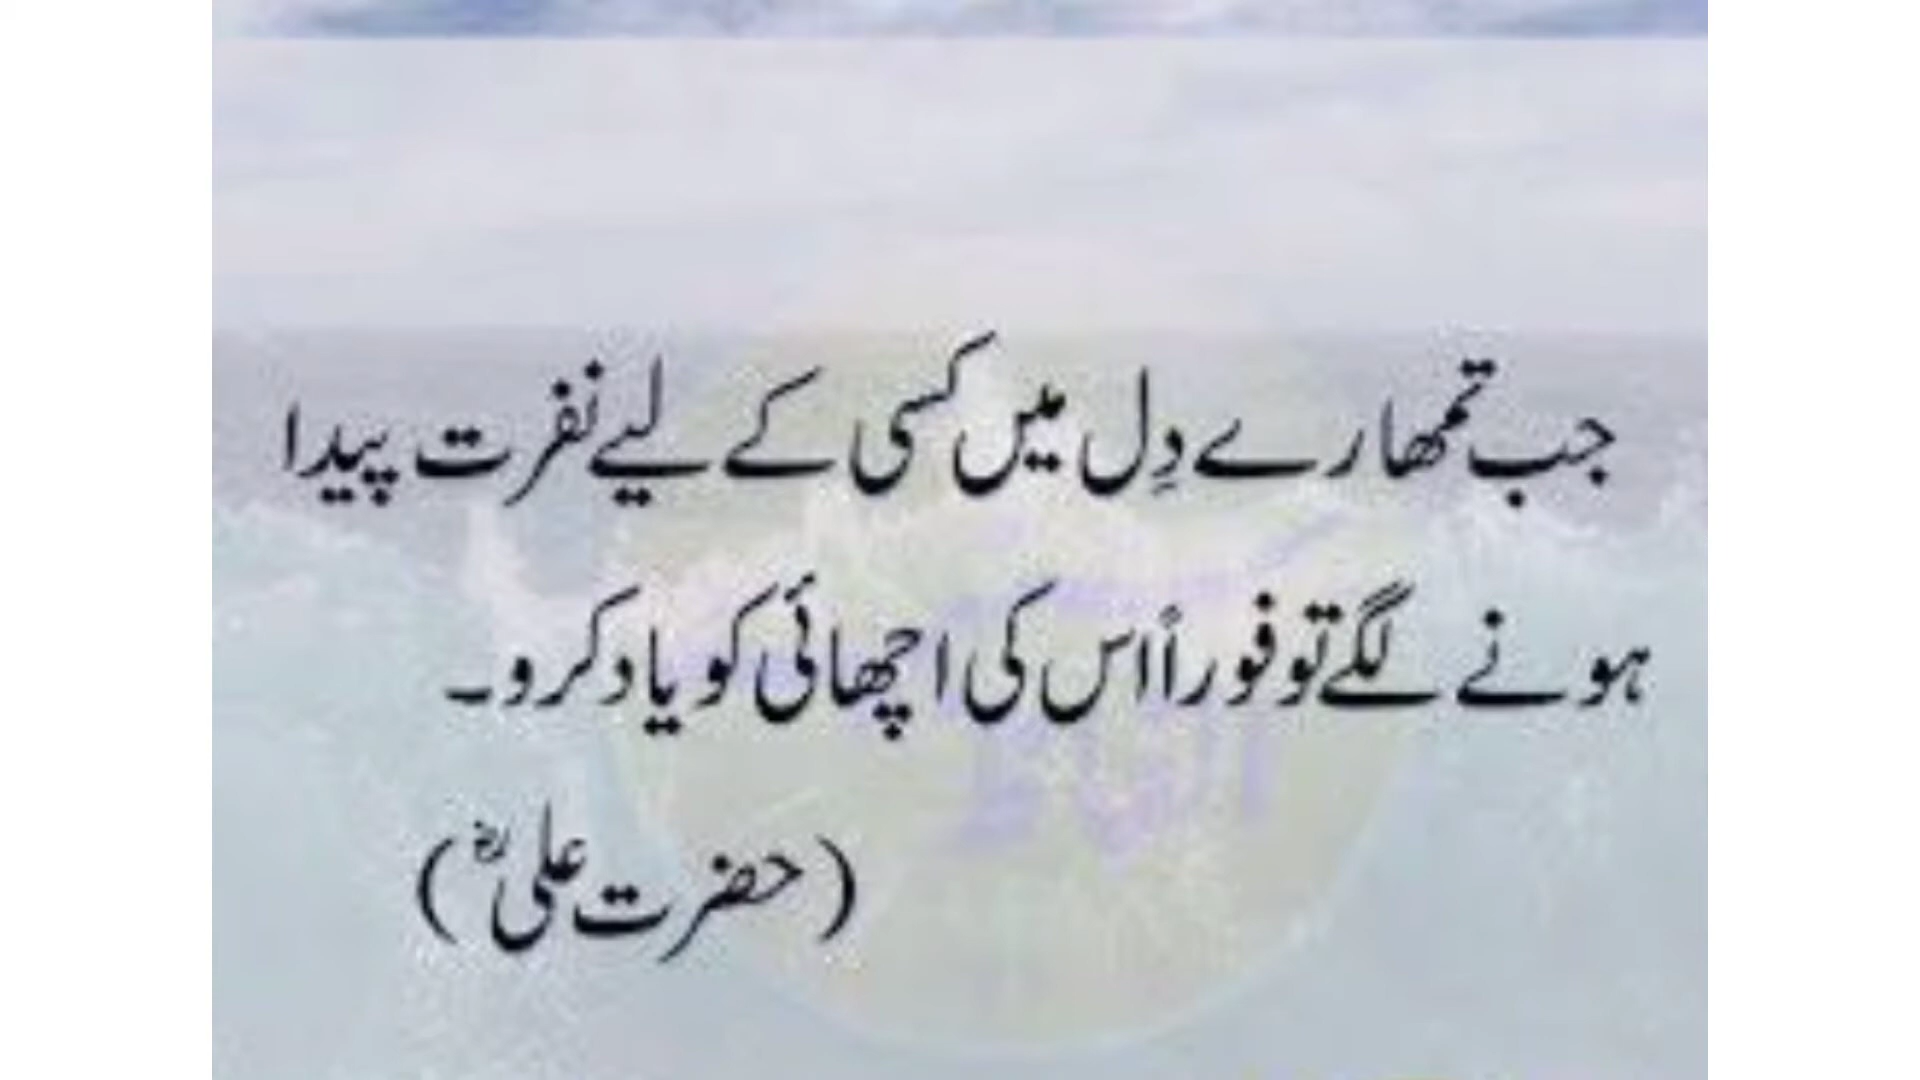 جب تمھارے دِل میں کسی کے لیے نفرت پیدا
ہونے لگے تو فوراً اس کی اچھائی کو یاد کرو۔
(حضرت علیؓ)